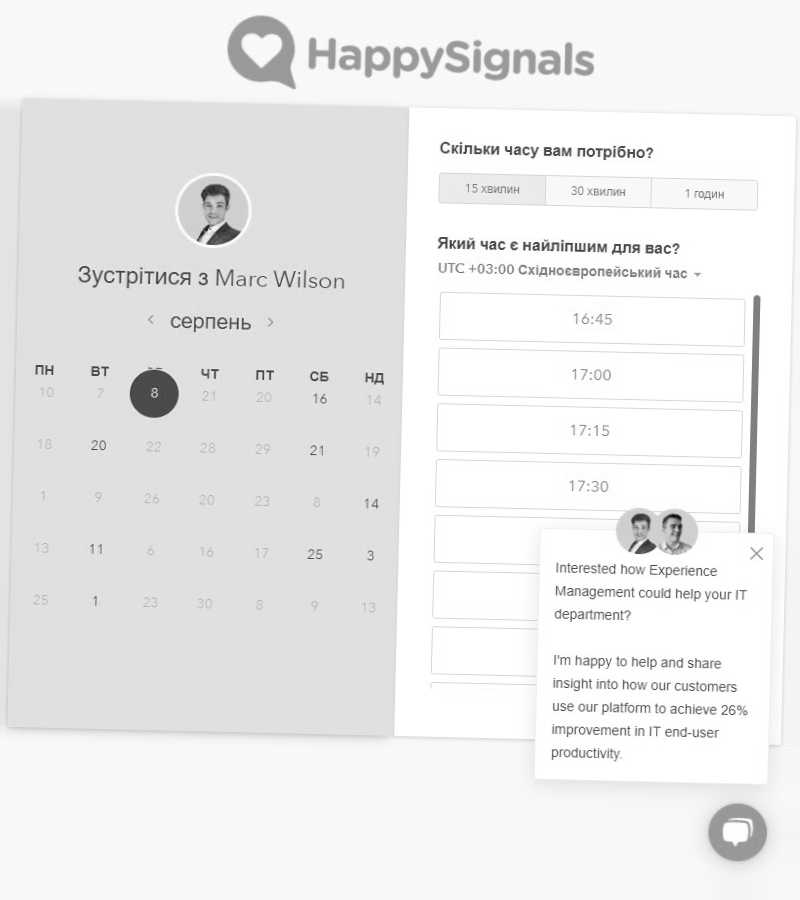 HappySignals
Зустрітися з Marc Wilson
серпень
ПН ВТ ЧТ ПТ СБ НД
10 7 8 21 20 16 14
18 20 22 28 29 21 19
1 9 26 20 23 8 14
13 11 6 16 17 25 3
25 1 23 30 8 9 13
Скільки часу вам потрібно?
15 хвилин 30 хвилин 1 годин
Який час є найліпшим для вас?
UTC +03:00 Східноєвропейський час
16:45
17:00
17:15
17:30
Interested how Experience
Management could help your IT
department?
I'm happy to help and share
insight into how our customers
use our platform to achieve 26%
improvement in IT end-user
productivity.